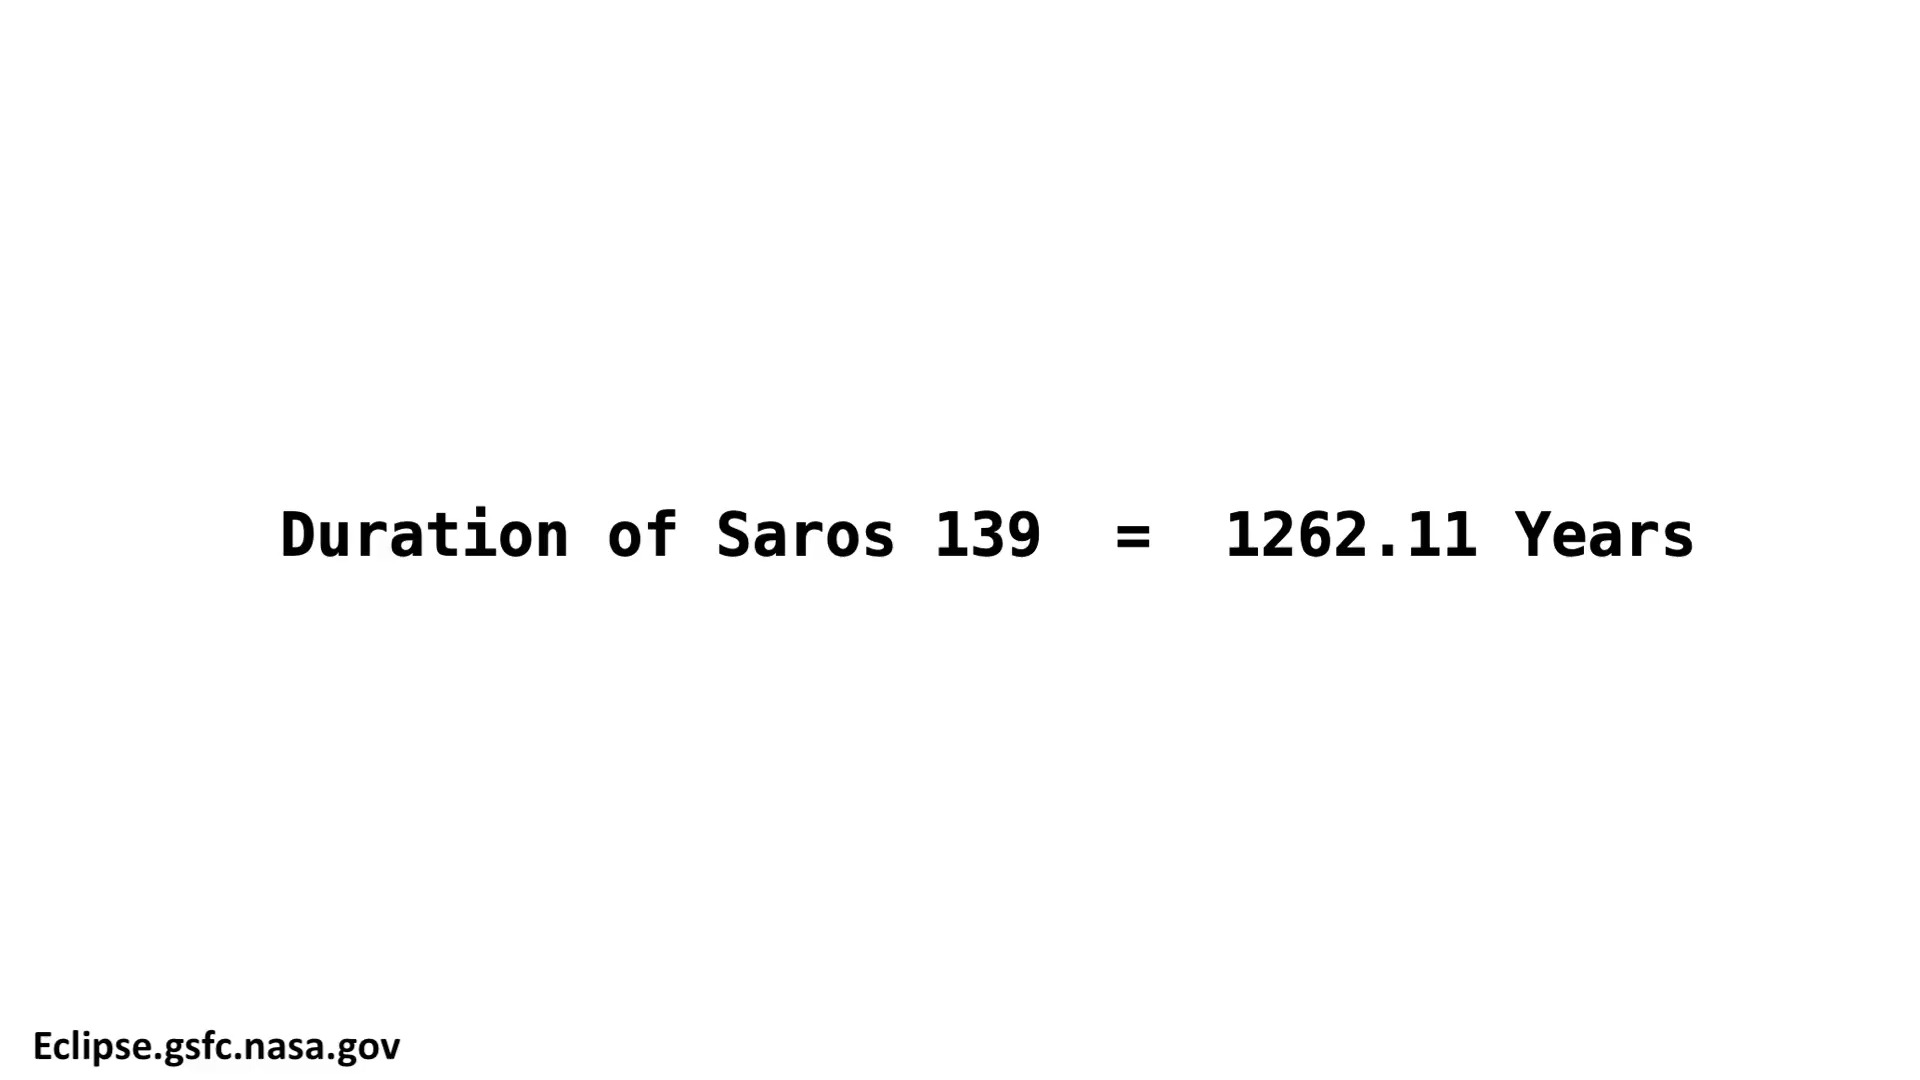 Duration of Saros 139 = 1262.11 Years
Eclipse.gsfc.nasa.gov